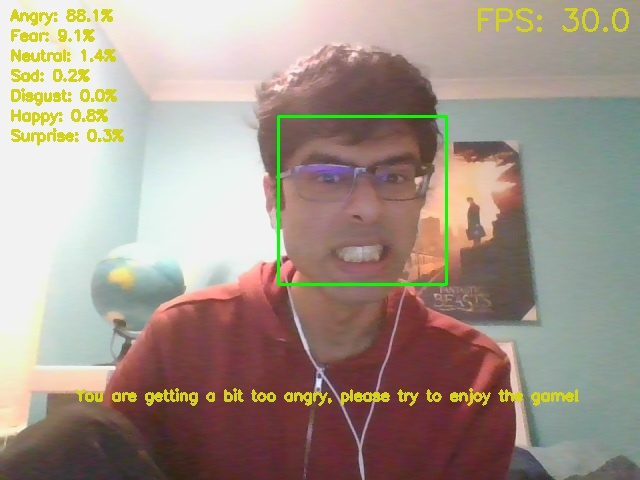 Angry: 88.1%
Fear: 9.1%
Neutral: 1.4%
Sad: 0.2%
Disgust: 0.0%
Happy: 0.8%
Surprise: 0.3%
FPS: 30.0
FANTASTIC
BEASTS
You are getting a bit too angry, please try to enjoy the game!